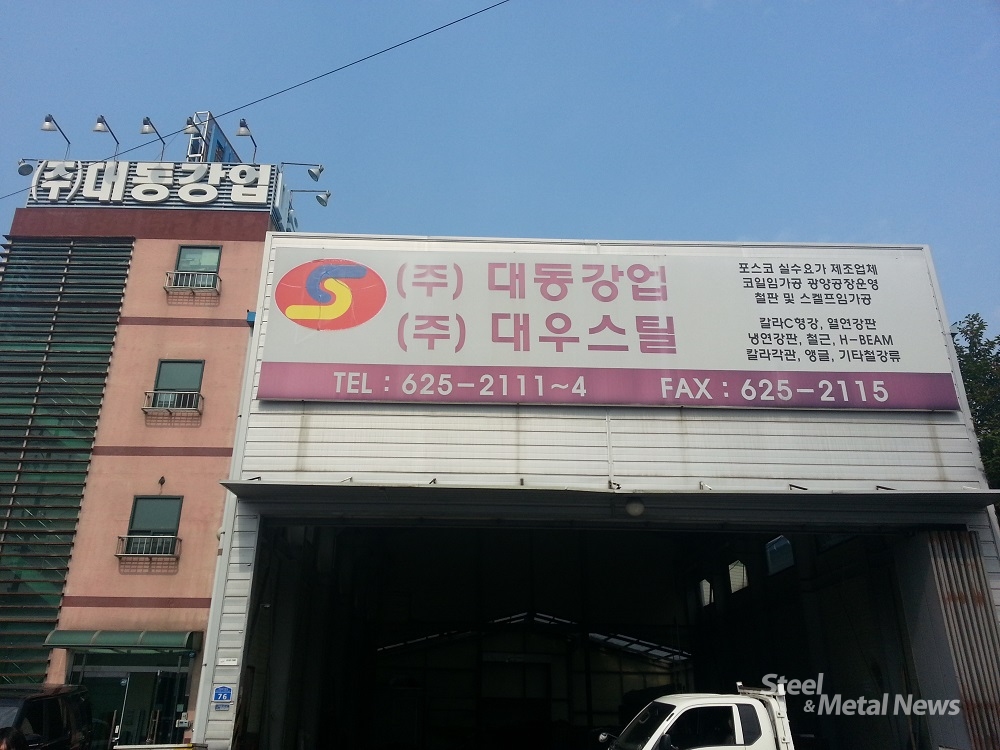 (주)대동강업
(주) 대동강업
(주) 대우스틸
포스코 실수요가 제조업체
코일임가공 광양공장운영
철판 및 스켈프임가공
칼라C형강, 열연강판
냉연강판, 철근, H-BEAM
칼라각관, 앵글, 기타철강류
TEL : 625-2111~4
FAX : 625-2115
76
Steel
& Metal News